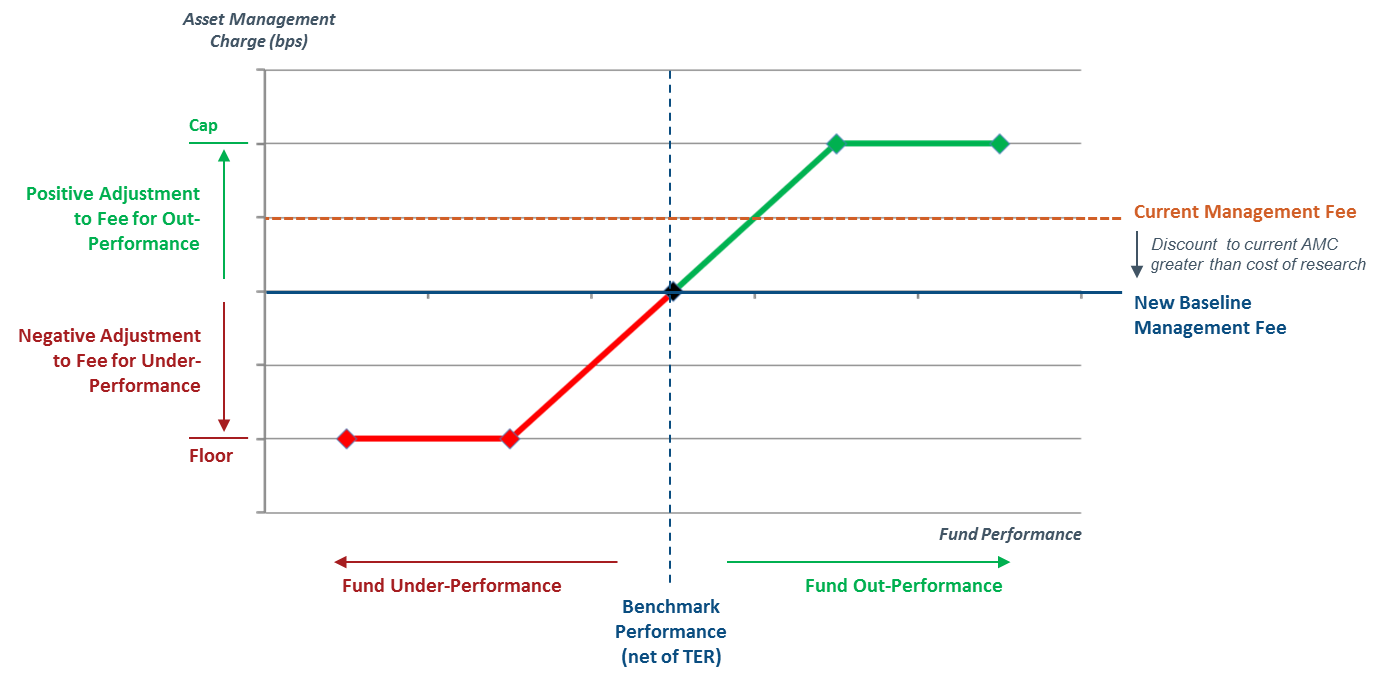 Asset Management
Charge (bps)
Cap
Positive Adjustment
to Fee for Out-
Performance
Current Management Fee
Discount to current AMC
greater than cost of research
New Baseline
Management Fee
Negative Adjustment
to Fee for Under-
Performance
Floor
Fund Performance
Fund Under-Performance
Fund Out-Performance
Benchmark
Performance
(net of TER)